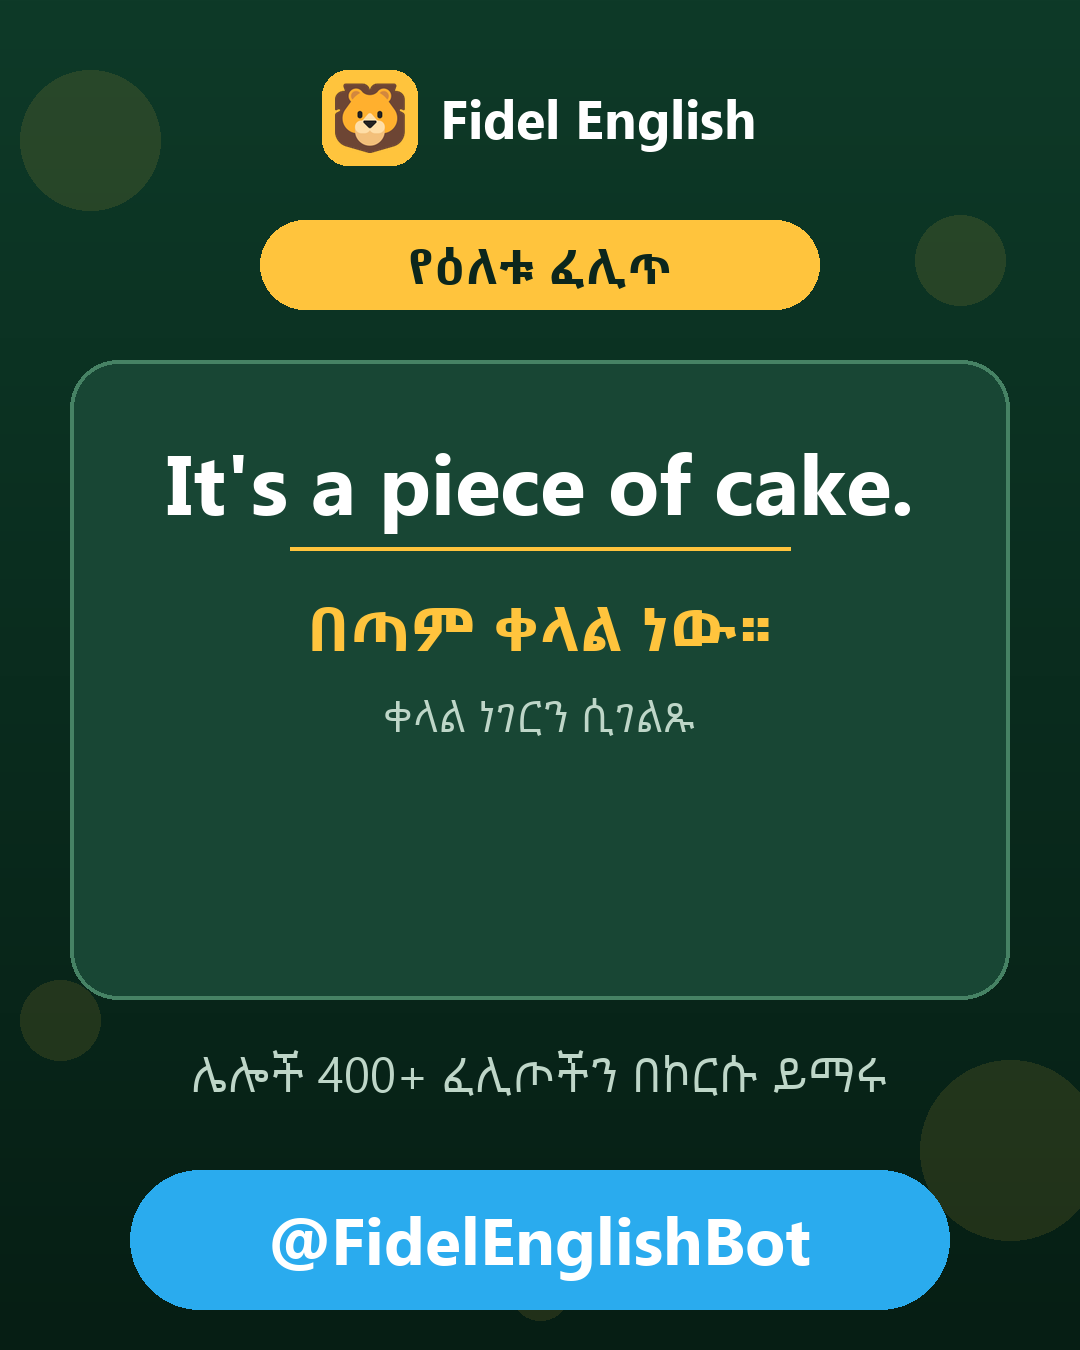 Fidel English
የዕለቱ ፈሊጥ
It's a piece of cake.
በጣም ቀላል ነው።
ቀላል ነገርን ሲገልጹ
ሌሎች 400+ ፈሊጦችን በኮርሱ ይማሩ
@FidelEnglishBot